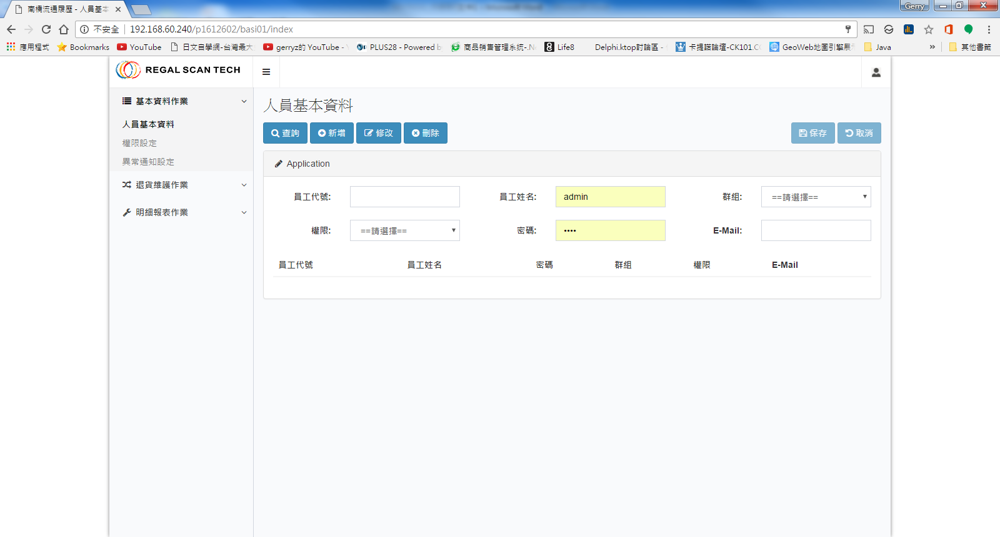 南橋流通履歷 - 人員基本
Gerry
不安全 | 192.168.60.240/p1612602/basi01/index
應用程式 Bookmarks YouTube 日文自學網-台灣最大 gerryz的 YouTube - PLUS28 - Powered b 商品銷售管理系統-.N Life8 Delphi.ktop討論區 - 卡提諾論壇-CK101.C GeoWeb地圖引擎展示 Java » 其他書籤
REGAL SCAN TECH
基本資料作業
人員基本資料
權限設定
異常通知設定
退貨維護作業
明細報表作業
人員基本資料
查詢 新增 修改 刪除 保存 取消
Application
員工代號: 員工姓名: admin 群組: ==請選擇==
權限: ==請選擇== 密碼: •••• E-Mail:
員工代號 員工姓名 密碼 群組 權限 E-Mail